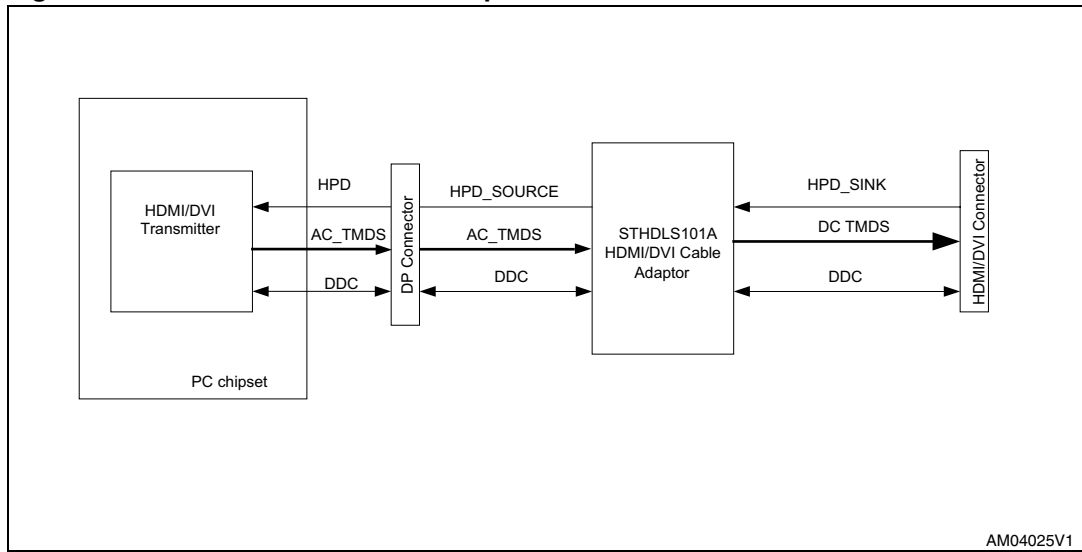 HDMI/DVI
Transmitter
PC chipset
HPD
AC_TMDS
DDC
DP Connector
HPD_SOURCE
AC_TMDS
DDC
STHDLS101A
HDMI/DVI Cable
Adaptor
HPD_SINK
DC TMDS
DDC
HDMI/DVI Connector
AM04025V1